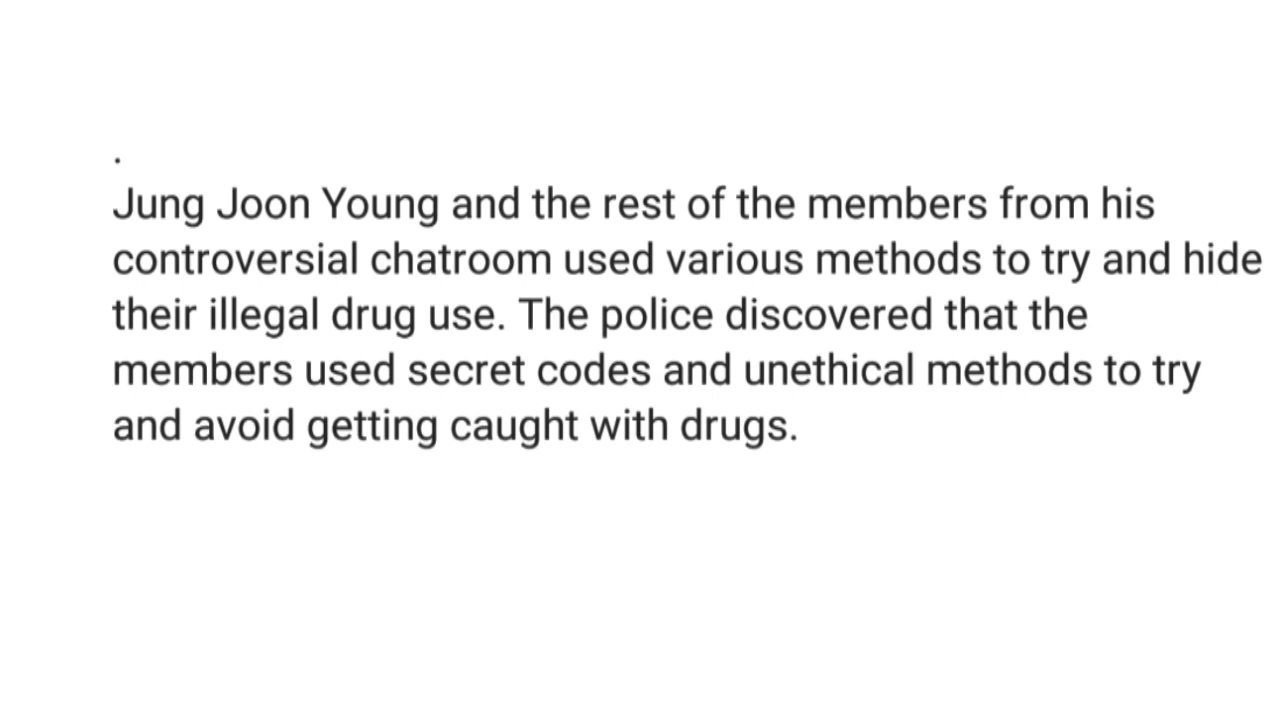 .
Jung Joon Young and the rest of the members from his
controversial chatroom used various methods to try and hide
their illegal drug use. The police discovered that the
members used secret codes and unethical methods to try
and avoid getting caught with drugs.